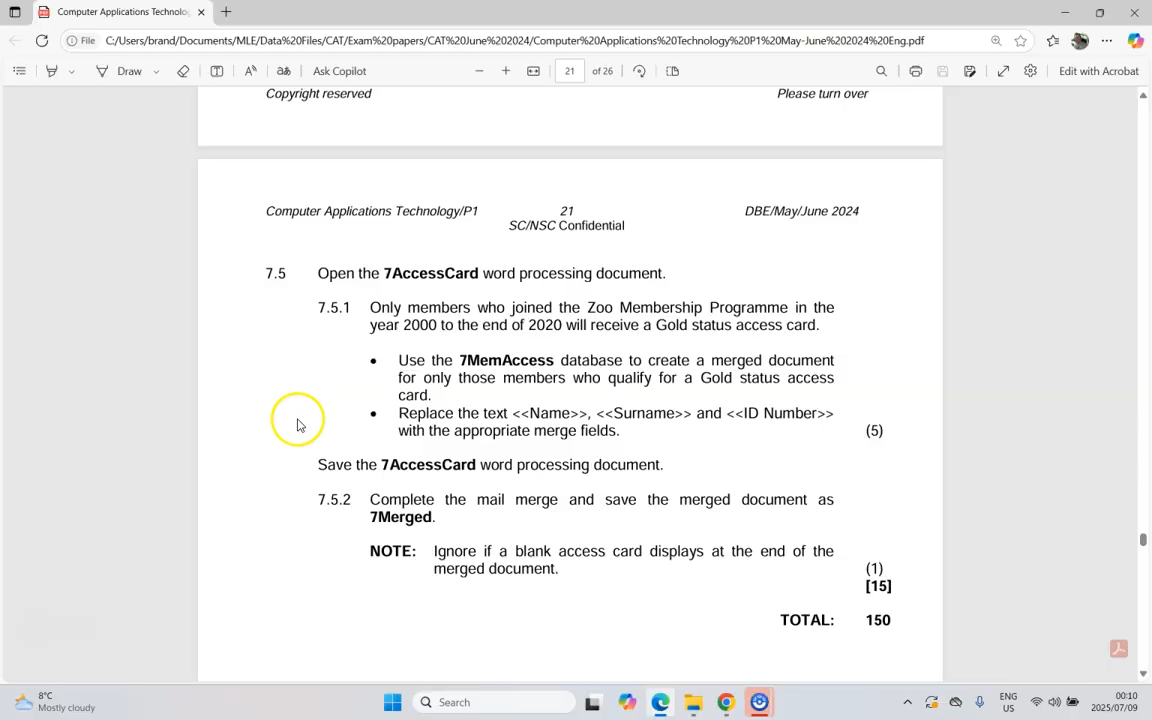 Computer Applications Technolo
File
C:/Users/brand/Documents/MLE/Data%20Files/CAT/Exam%20papers/CAT%20June%202024/Computer%20Applications%20Technology%20P1%20May-June%202024%20Eng.pdf
Draw
Ask Copilot
21
of 26
Edit with Acrobat
Copyright reserved
Please turn over
Computer Applications Technology/P1
21
DBE/May/June 2024
SC/NSC Confidential
7.5 Open the 7AccessCard word processing document.
7.5.1 Only members who joined the Zoo Membership Programme in the
year 2000 to the end of 2020 will receive a Gold status access card.
• Use the 7MemAccess database to create a merged document
for only those members who qualify for a Gold status access
card.
• Replace the text <<Name>>, <<Surname>> and <<ID Number>>
with the appropriate merge fields. (5)
Save the 7AccessCard word processing document.
7.5.2 Complete the mail merge and save the merged document as
7Merged.
NOTE: Ignore if a blank access card displays at the end of the
merged document. (1)
[15]
TOTAL: 150
8°C
Mostly cloudy
Search
ENG
US
00:10
2025/07/09